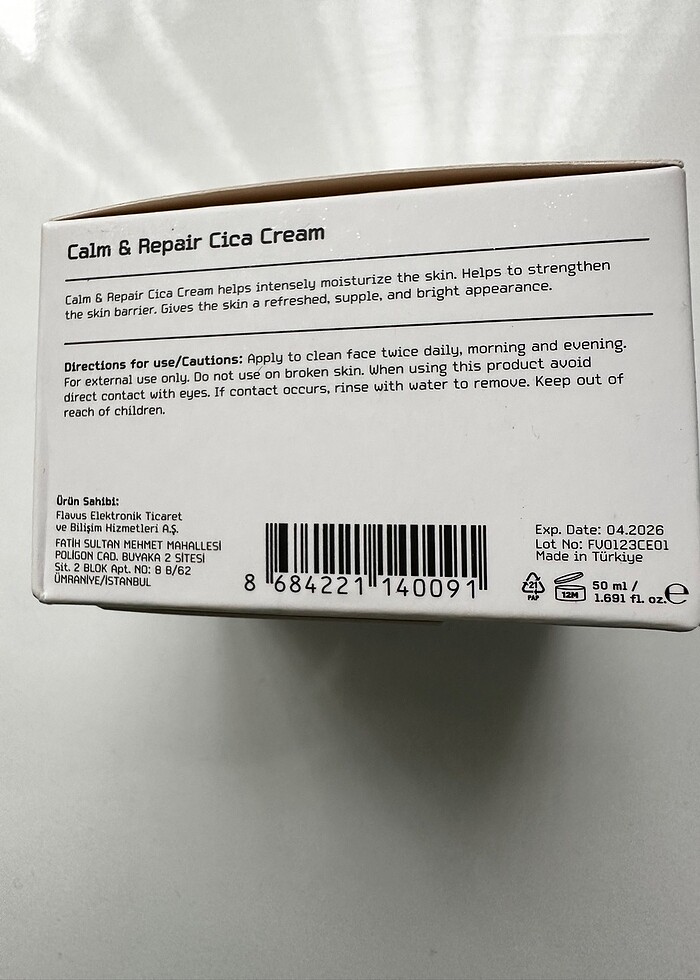 Calm & Repair Cica Cream
Calm & Repair Cica Cream helps intensely moisturize the skin. Helps to strengthen
the skin barrier. Gives the skin a refreshed, supple, and bright appearance.
Directions for use/Cautions: Apply to clean face twice daily, morning and evening.
For external use only. Do not use on broken skin. When using this product avoid
direct contact with eyes. If contact occurs, rinse with water to remove. Keep out of
reach of children.
Ürün Sahibi:
Flavus Elektronik Ticaret
ve Bilişim Hizmetleri A.Ş.
FATİH SULTAN MEHMET MAHALLESİ
POLİGON CAD. BUYAKA 2 SİTESİ
Sit. 2 BLOK Apt. NO: 8 B/62
ÜMRANİYE/İSTANBUL
8 684221 140091
Exp. Date: 04.2026
Lot No: FV0123CE01
Made in Türkiye
21
PAP
12M
50 ml /
1.691 fl. oz. e